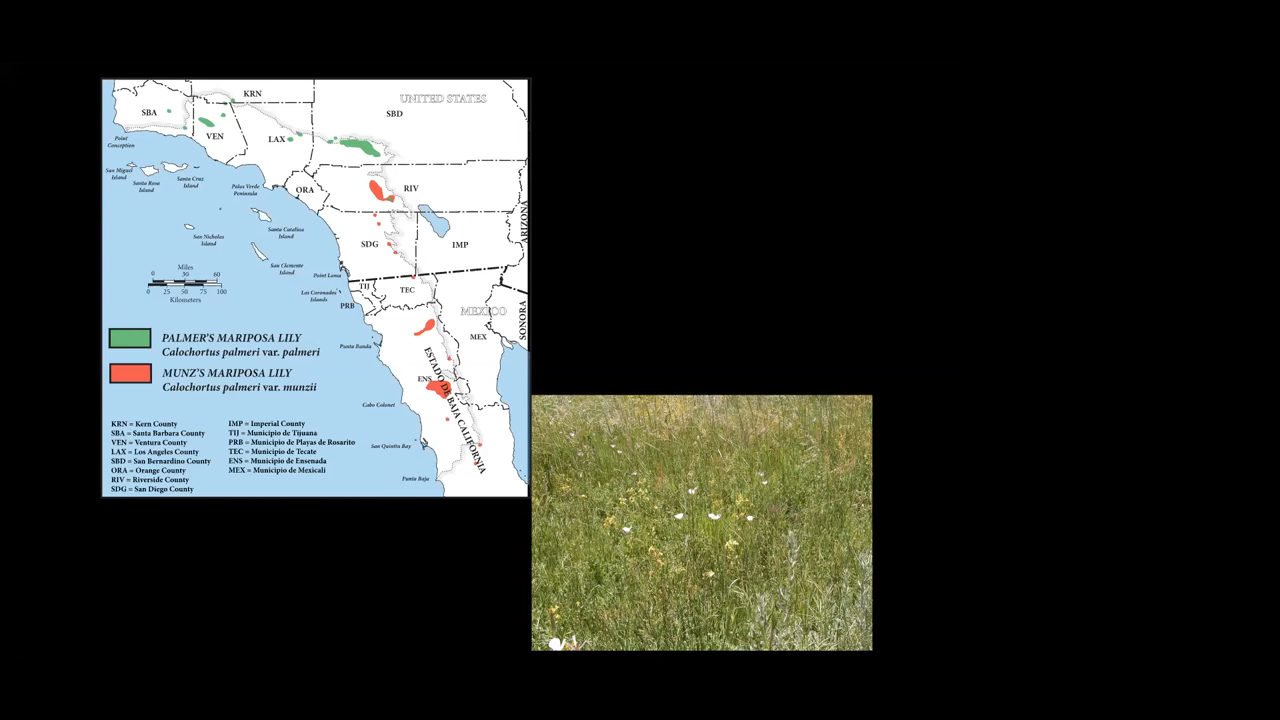 KRN
UNITED STATES
SBA
SBD
VEN
LAX
Point
Conception
San Miguel
Island
Santa Rosa
Island
Santa Cruz
Island
Palos Verde
Peninsula
ORA
RIV
ARIZONA
San Nicholas
Island
Santa Catalina
Island
SDG
IMP
San Clemente
Island
Point Loma
Miles
0 30 60
0 25 50 75 100
Kilometers
Los Coronados
Islands
TIJ
TEC
PRB
MEXICO
SONORA
MEX
PALMER'S MARIPOSA LILY
Calochortus palmeri var. palmeri
Punta Banda
MUNZ'S MARIPOSA LILY
Calochortus palmeri var. munzii
ENS
ESTADO DE BAJA CALIFORNIA
Cabo Colonet
San Quintin Bay
Punta Baja
KRN = Kern County
SBA = Santa Barbara County
VEN = Ventura County
LAX = Los Angeles County
SBD = San Bernardino County
ORA = Orange County
RIV = Riverside County
SDG = San Diego County
IMP = Imperial County
TIJ = Municipio de Tijuana
PRB = Municipio de Playas de Rosarito
TEC = Municipio de Tecate
ENS = Municipio de Ensenada
MEX = Municipio de Mexicali